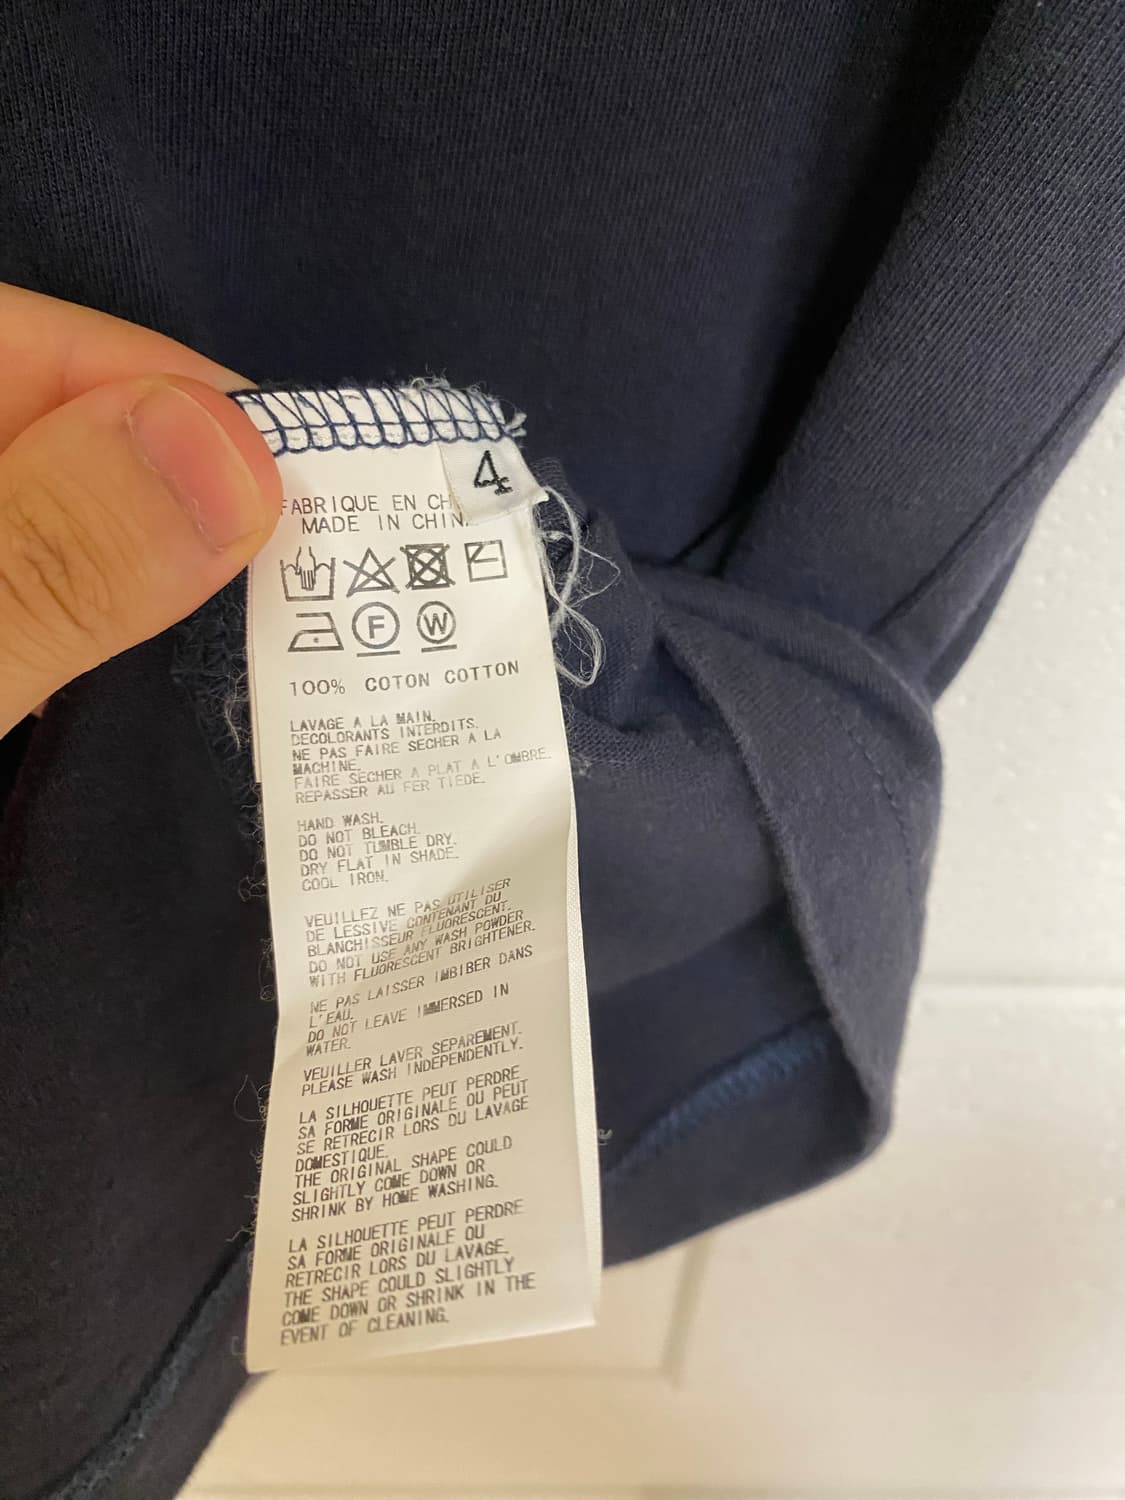 4
FABRIQUE EN
MADE IN
F W
100% COTON COTTON
LAVAGE A LA MAIN.
DECOLORANTS INTERDITS.
NE PAS FAIRE SECHER A LA
MACHINE.
FAIRE SECHER A PLAT A L'OMBRE.
REPASSER AU FER TIEDE.
HAND WASH.
DO NOT BLEACH.
DO NOT TUMBLE DRY.
DRY FLAT IN SHADE.
COOL IRON.
VEUILLEZ NE PAS UTILISER
DE LESSIVE CONTENANT DU
BLANCHISSEUR FLUORESCENT.
DO NOT USE ANY WASH POWDER
WITH FLUORESCENT BRIGHTENER.
NE PAS LAISSER IMBIBER DANS
L'EAU.
DO NOT LEAVE IMMERSED IN
WATER.
VEUILLER LAVER SEPAREMENT.
PLEASE WASH INDEPENDENTLY.
LA SILHOUETTE PEUT PERDRE
SA FORME ORIGINALE OU PEUT
SE RETRECIR LORS DU LAVAGE
DOMESTIQUE.
THE ORIGINAL SHAPE COULD
SLIGHTLY COME DOWN OR
SHRINK BY HOME WASHING.
LA SILHOUETTE PEUT PERDRE
SA FORME ORIGINALE OU
RETRECIR LORS DU LAVAGE.
THE SHAPE COULD SLIGHTLY
COME DOWN OR SHRINK IN THE
EVENT OF CLEANING.